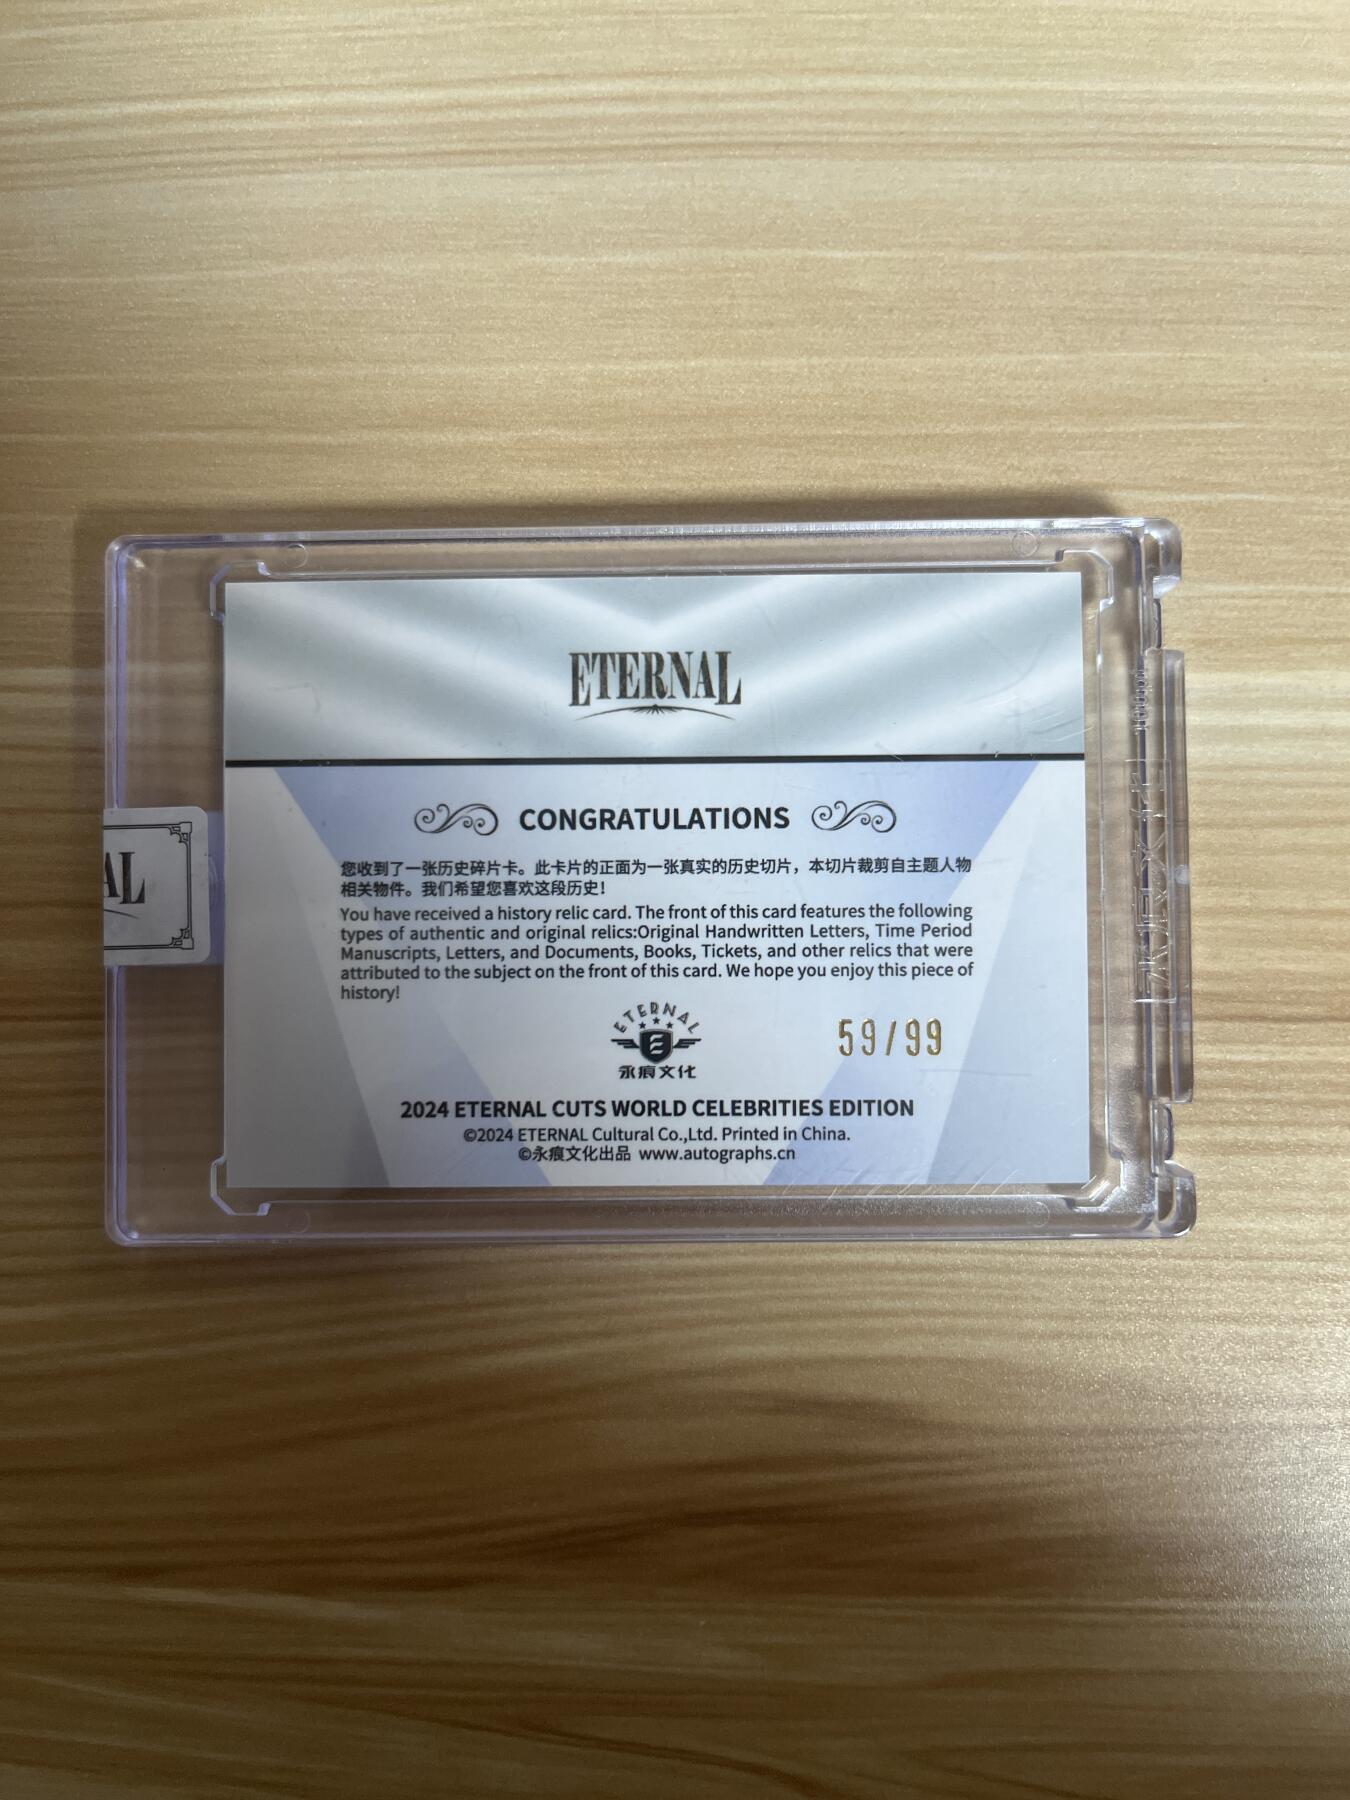 ETERNAL
CONGRATULATIONS
您收到了一张历史碎片卡。此卡片的正面为一张真实的历史切片，本切片裁剪自主题人物
相关物件。我们希望您喜欢这段历史！
You have received a history relic card. The front of this card features the following
types of authentic and original relics:Original Handwritten Letters, Time Period
Manuscripts, Letters, and Documents, Books, Tickets, and other relics that were
attributed to the subject on the front of this card. We hope you enjoy this piece of
history!
ETERNAL
永痕文化
59/99
2024 ETERNAL CUTS WORLD CELEBRITIES EDITION
©2024 ETERNAL Cultural Co.,Ltd. Printed in China.
©永痕文化出品 www.autographs.cn
AL
永痕文化